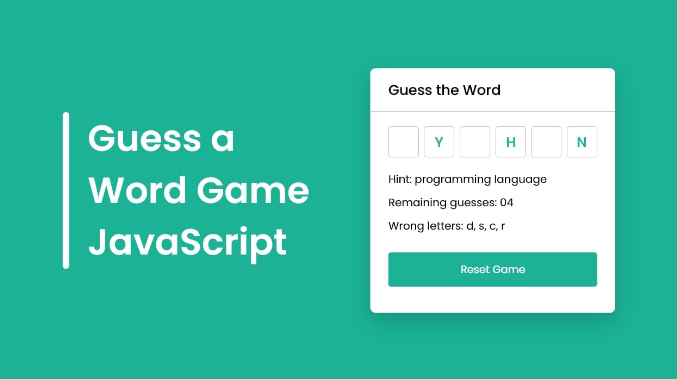 Guess a
Word Game
JavaScript
Guess the Word
Y H N
Hint: programming language
Remaining guesses: 04
Wrong letters: d, s, c, r
Reset Game